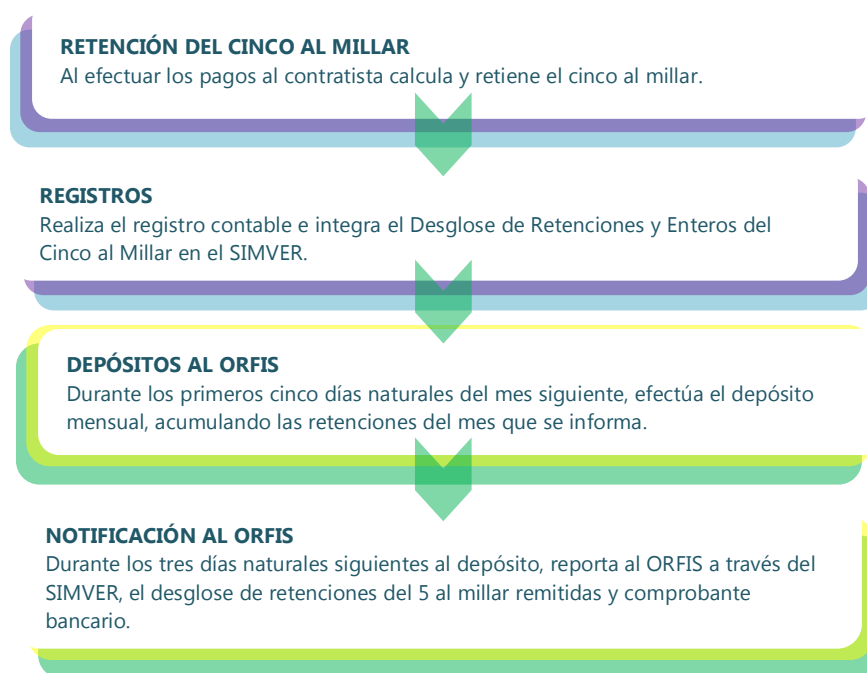 RETENCIÓN DEL CINCO AL MILLAR
Al efectuar los pagos al contratista calcula y retiene el cinco al millar.
REGISTROS
Realiza el registro contable e integra el Desglose de Retenciones y Enteros del
Cinco al Millar en el SIMVER.
DEPÓSITOS AL ORFIS
Durante los primeros cinco días naturales del mes siguiente, efectúa el depósito
mensual, acumulando las retenciones del mes que se informa.
NOTIFICACIÓN AL ORFIS
Durante los tres días naturales siguientes al depósito, reporta al ORFIS a través del
SIMVER, el desglose de retenciones del 5 al millar remitidas y comprobante
bancario.